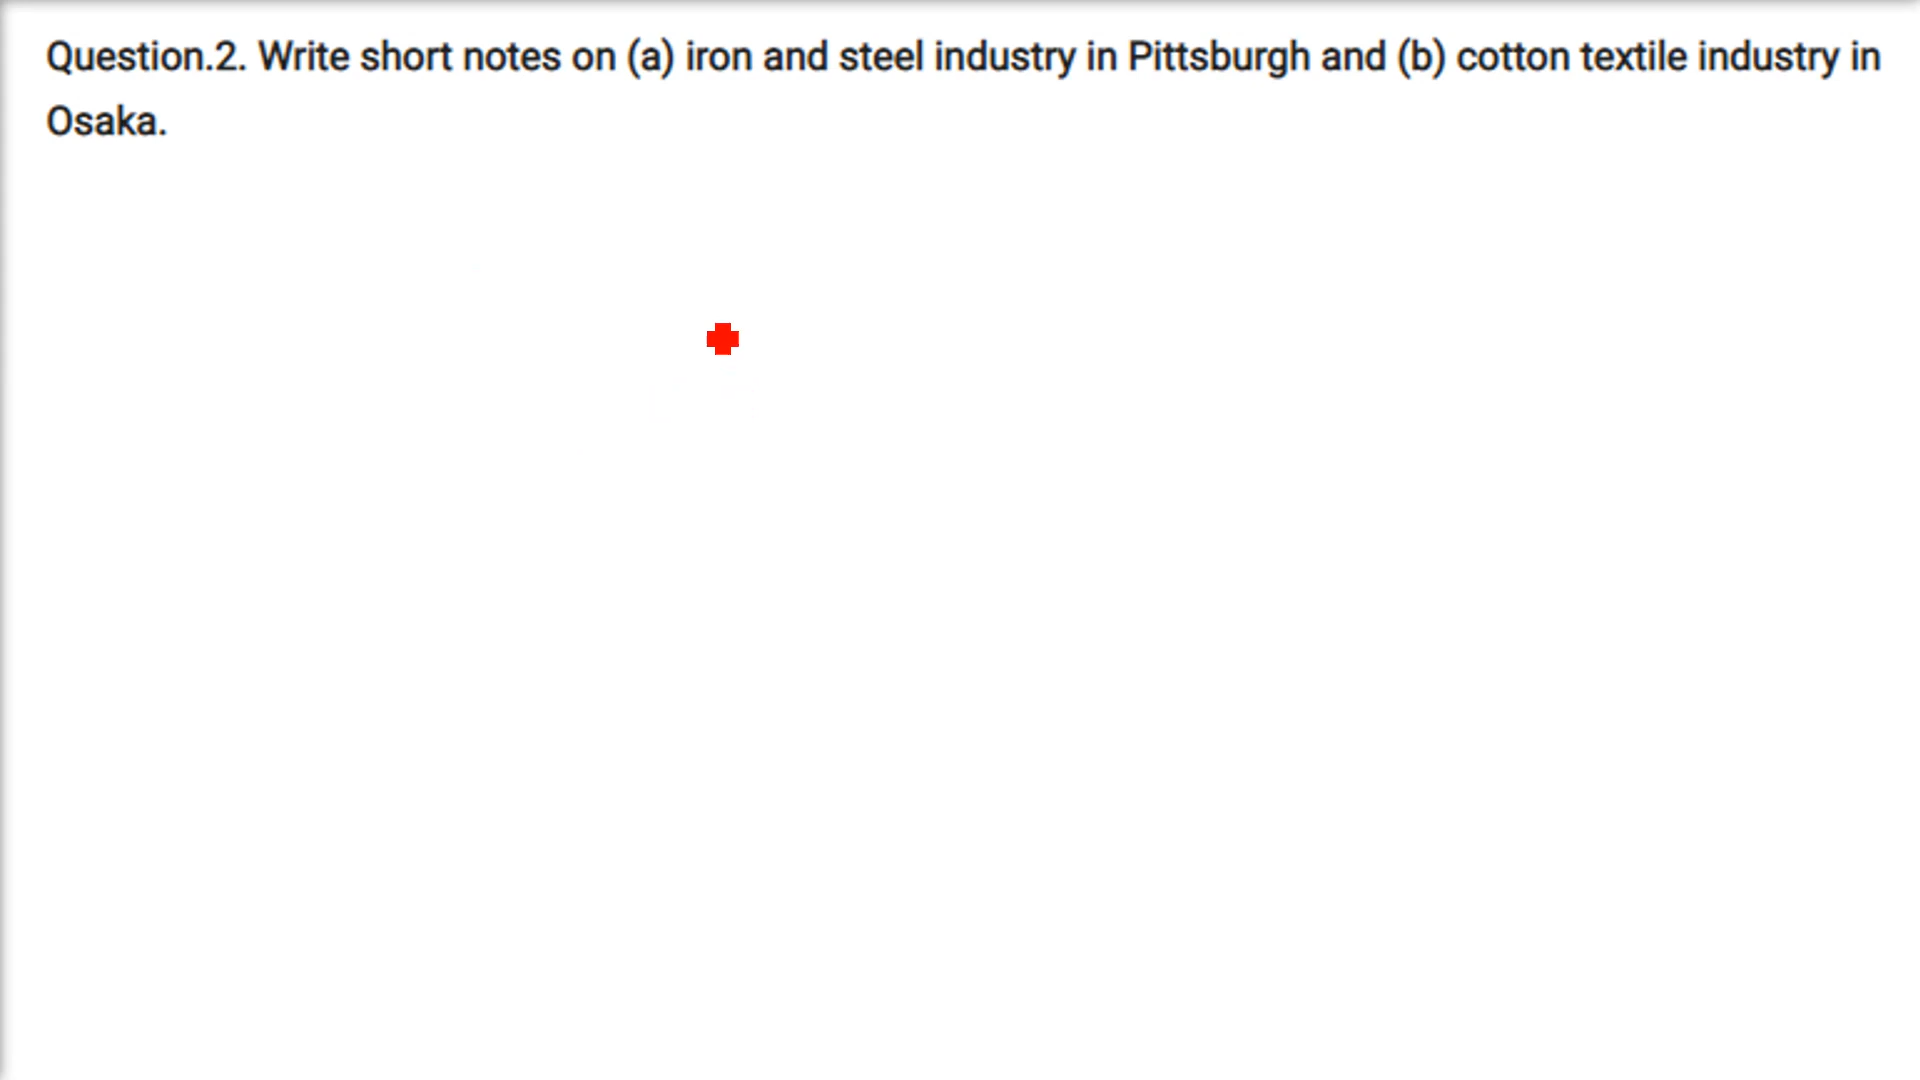 Question.2. Write short notes on (a) iron and steel industry in Pittsburgh and (b) cotton textile industry in
Osaka.